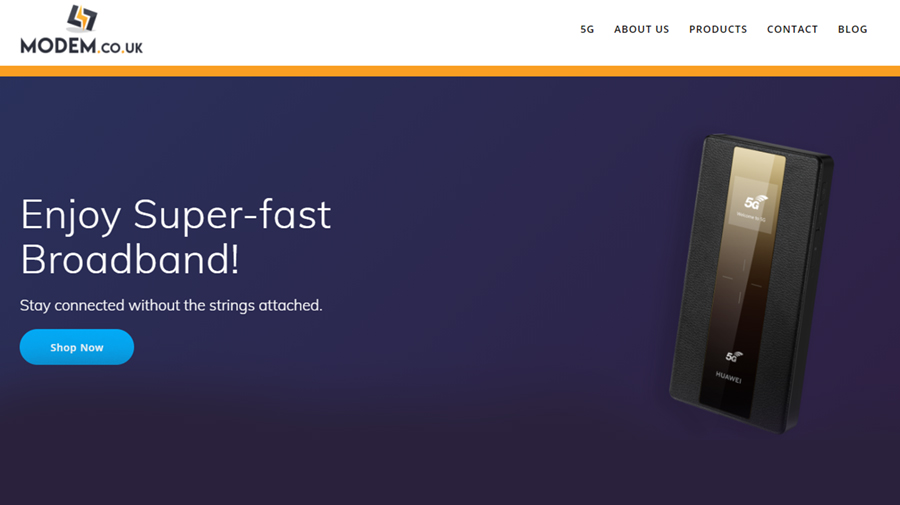 MODEM.CO.UK
5G
ABOUT US
PRODUCTS
CONTACT
BLOG
Enjoy Super-fast
Broadband!
Stay connected without the strings attached.
Shop Now
5G
Welcome to 5G
5G
HUAWEI